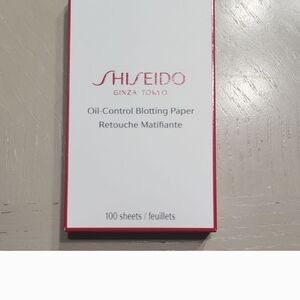 SHISEIDO
GINZA TOKYO
Oil-Control Blotting Paper
Retouche Matifiante
100 sheets / feuillets